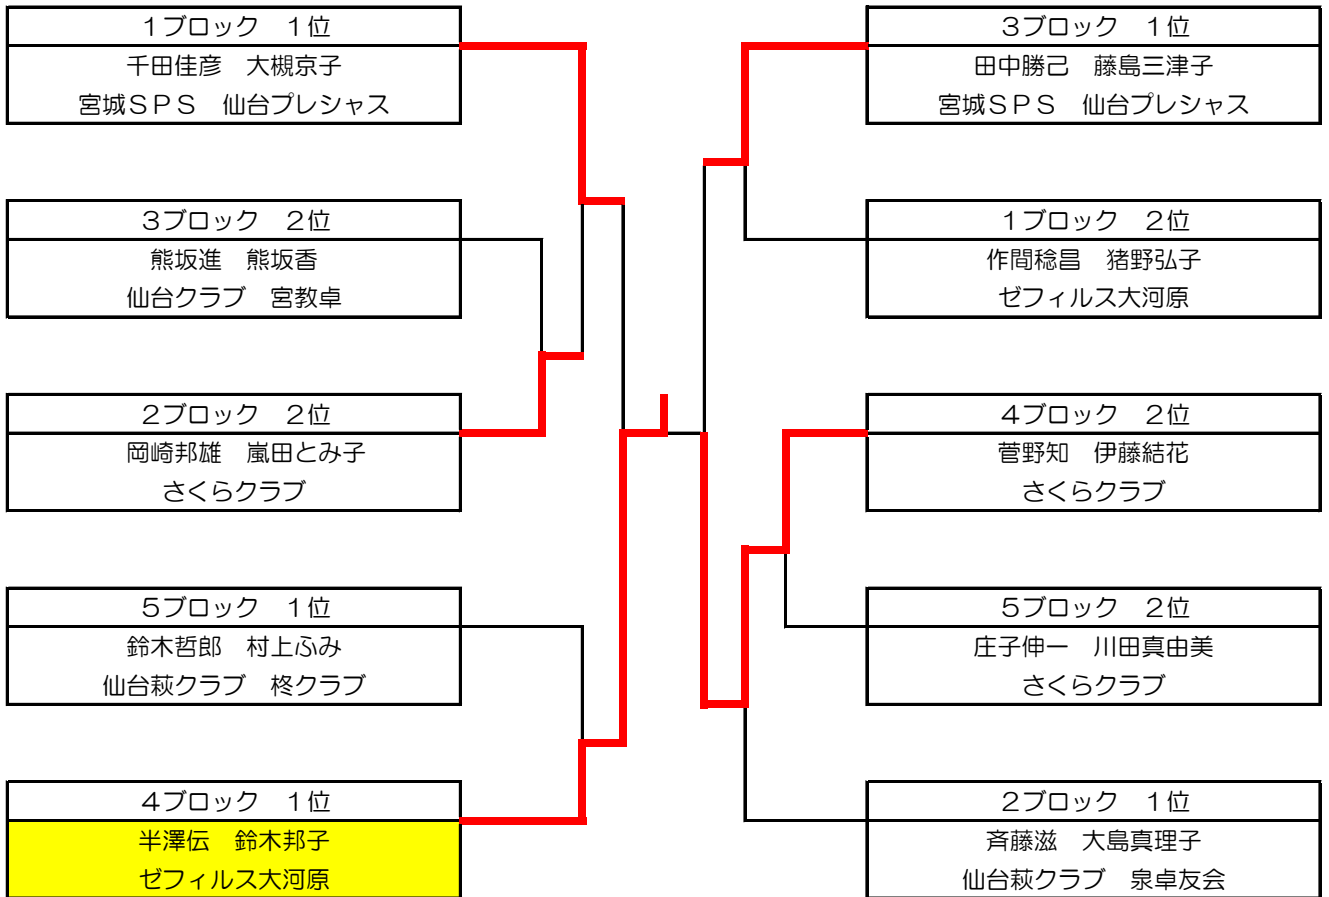 １ブロック　１位
千田佳彦　大槻京子
宮城ＳＰＳ　仙台プレシャス
３ブロック　２位
熊坂進　熊坂香
仙台クラブ　宮教卓
２ブロック　２位
岡崎邦雄　嵐田とみ子
さくらクラブ
５ブロック　１位
鈴木哲郎　村上ふみ
仙台萩クラブ　柊クラブ
４ブロック　１位
半澤伝　鈴木邦子
ゼフィルス大河原
３ブロック　１位
田中勝己　藤島三津子
宮城ＳＰＳ　仙台プレシャス
１ブロック　２位
作間稔昌　猪野弘子
ゼフィルス大河原
４ブロック　２位
菅野知　伊藤結花
さくらクラブ
５ブロック　２位
庄子伸一　川田真由美
さくらクラブ
２ブロック　１位
斉藤滋　大島真理子
仙台萩クラブ　泉卓友会